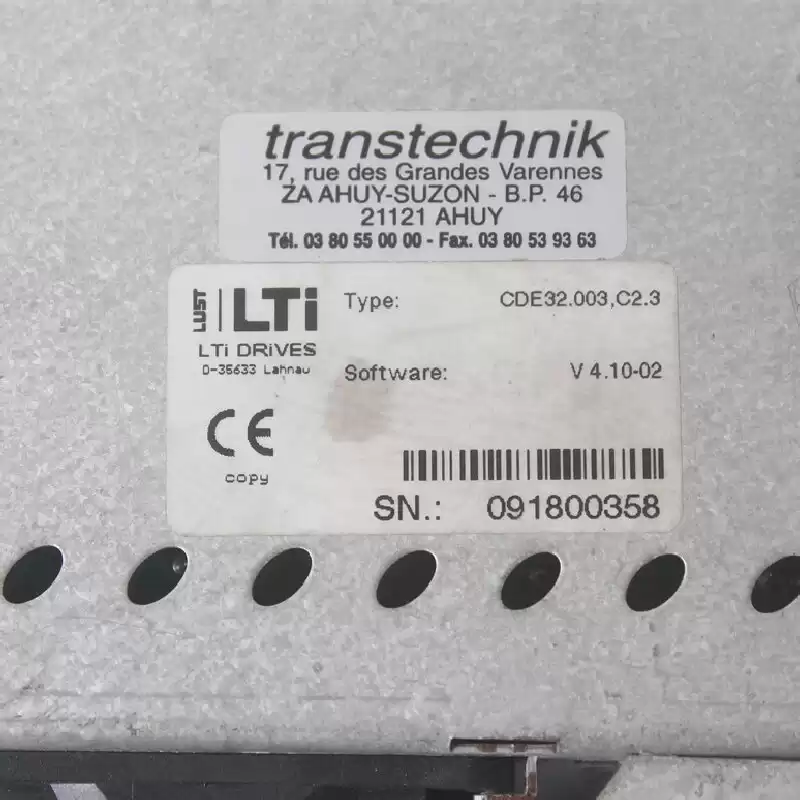 transtechnik
17, rue des Grandes Varennes
ZA AHUY-SUZON - B.P. 46
21121 AHUY
Tél. 03 80 55 00 00 - Fax. 03 80 53 93 63
LUST LTi
LTi DRiVES
D-35633 Lahnau
Type: CDE32.003,C2.3
Software: V 4.10-02
CE
copy
SN.: 091800358